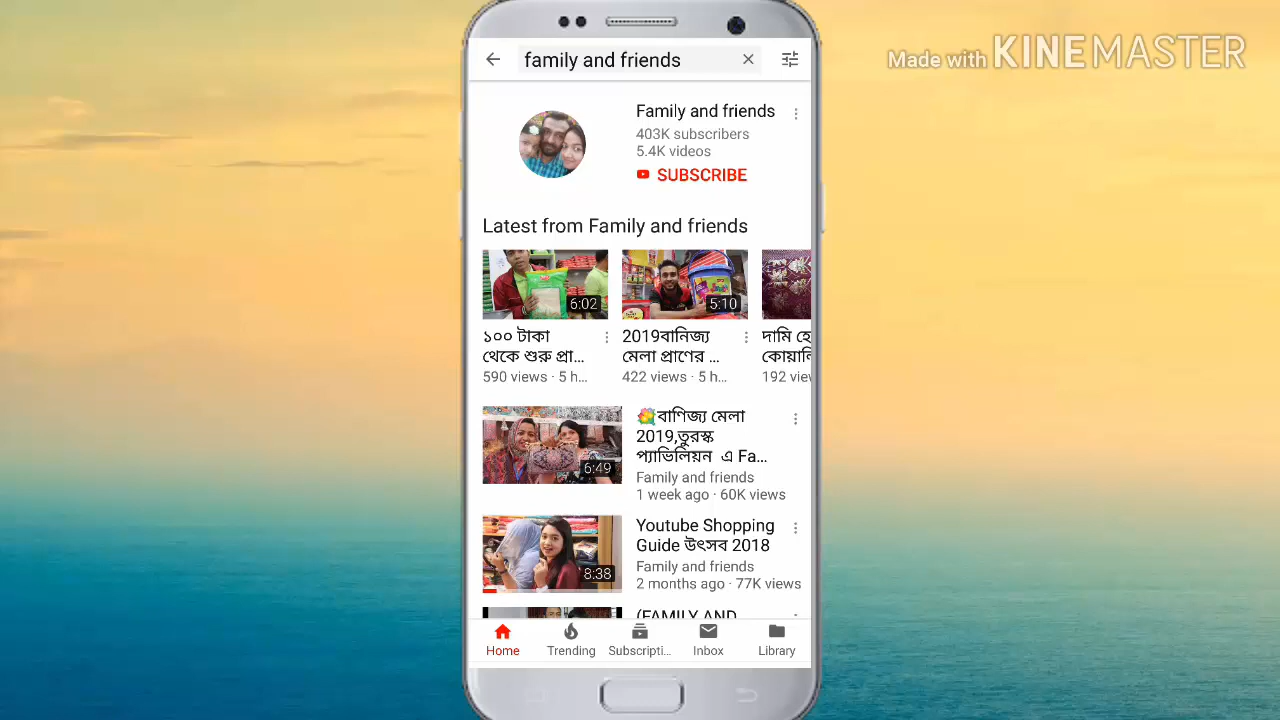 Made with KINEMASTER
family and friends
Family and friends
403K subscribers
5.4K videos
SUBSCRIBE
Latest from Family and friends
6:02
5:10
১০০ টাকা
থেকে শুরু প্রা...
590 views · 5 h...
2019বানিজ্য
মেলা প্রাণের ...
422 views · 5 h...
দামি হে
কোয়ালি
192 view
6:49
বাণিজ্য মেলা
2019,তুরস্ক
প্যাভিলিয়ন এ Fa...
Family and friends
1 week ago · 60K views
8:38
Youtube Shopping
Guide উৎসব 2018
Family and friends
2 months ago · 77K views
(FAMILY AND
Home
Trending
Subscripti...
Inbox
Library